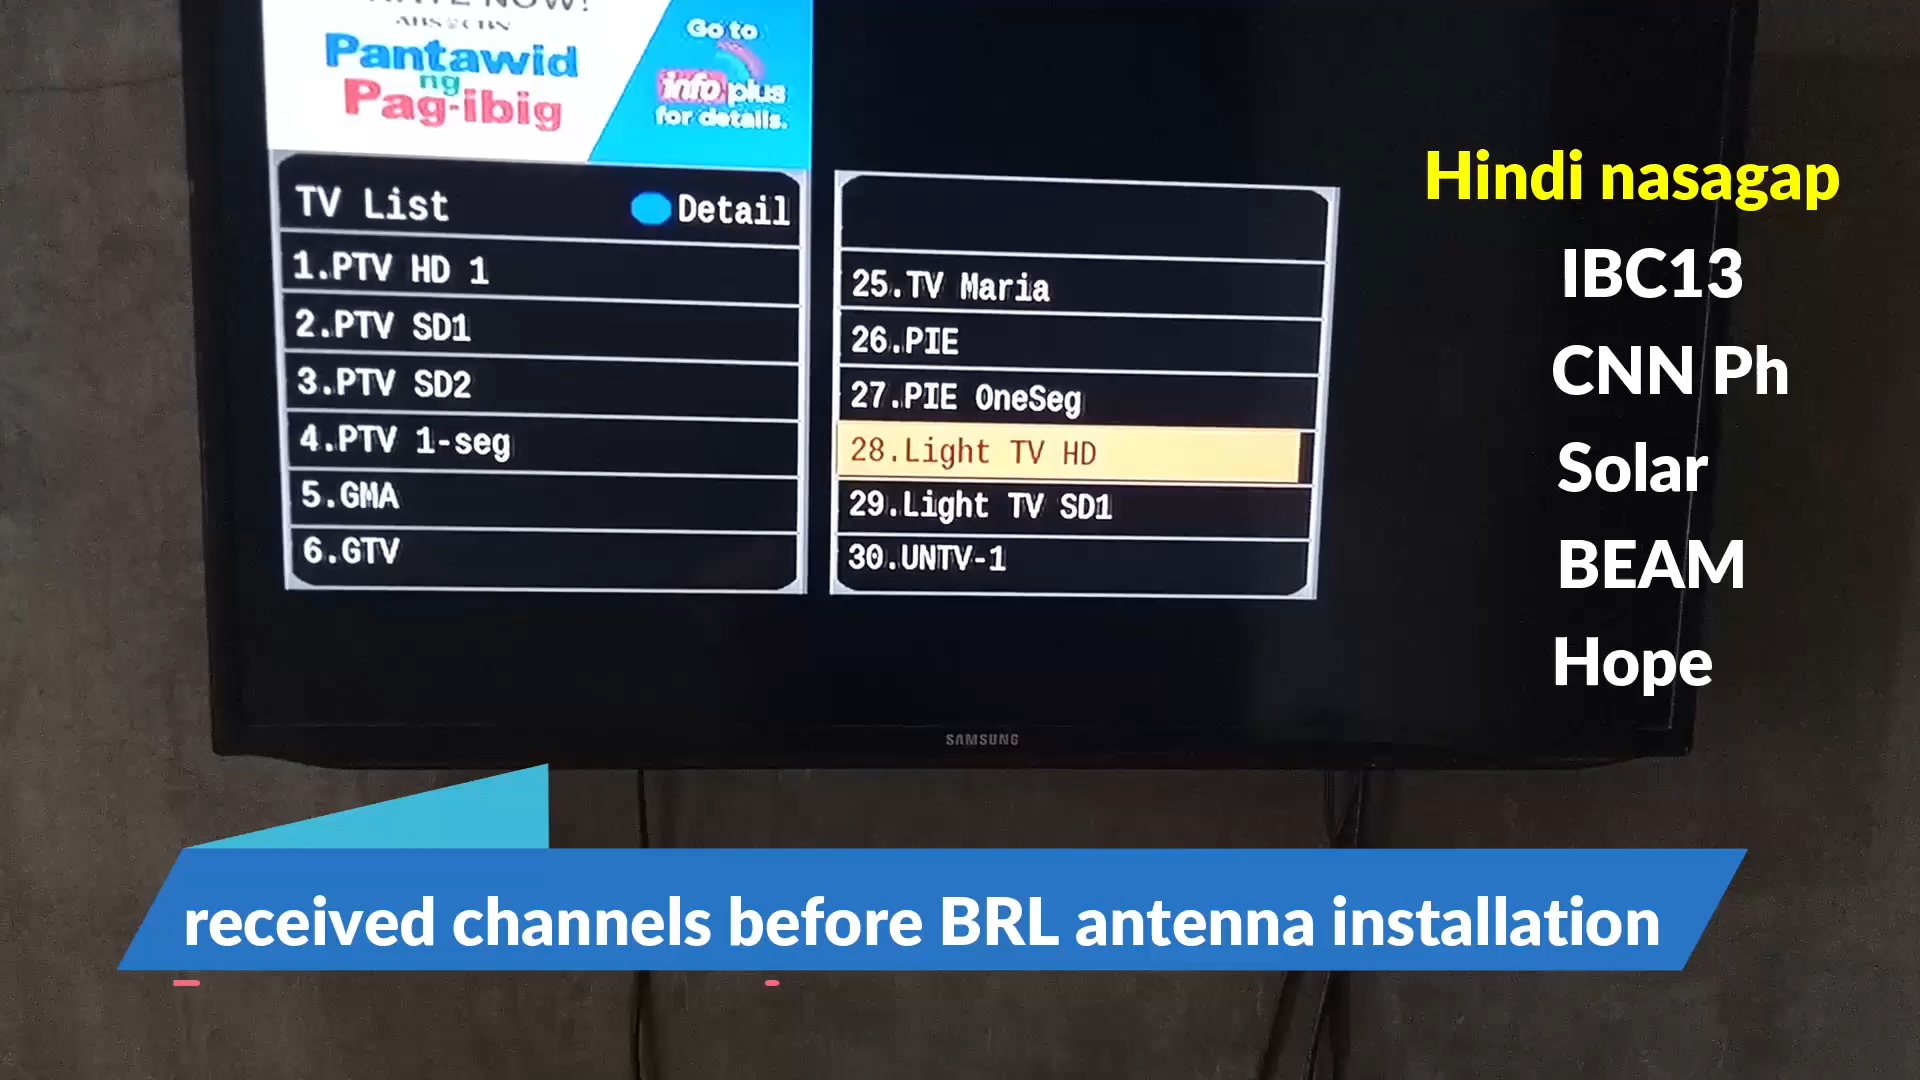 NOW!
ABS CBN
Pantawid
ng
Pag-ibig
Go to
info plus
for details.
TV List
Detail
1.PTV HD 1
2.PTV SD1
3.PTV SD2
4.PTV 1-seg
5.GMA
6.GTV
25.TV Maria
26.PIE
27.PIE OneSeg
28.Light TV HD
29.Light TV SD1
30.UNTV-1
Hindi nasagap
IBC13
CNN Ph
Solar
BEAM
Hope
SAMSUNG
received channels before BRL antenna installation